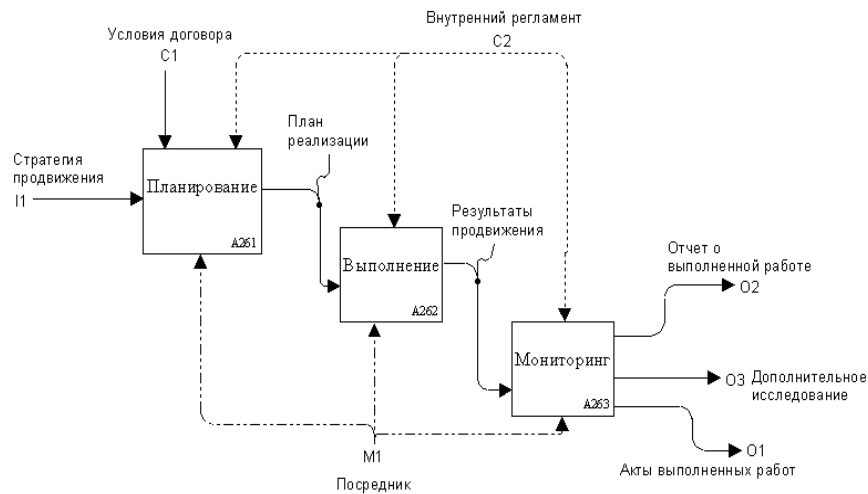 Внутренний регламент
C2
Условия договора
C1
План
реализации
Стратегия
продвижения
I1
Планирование
A261
Результаты
продвижения
Выполнение
A262
Отчет о
выполненной работе
O2
Мониторинг
A263
O3 Дополнительное
исследование
O1
Акты выполненных работ
M1
Посредник